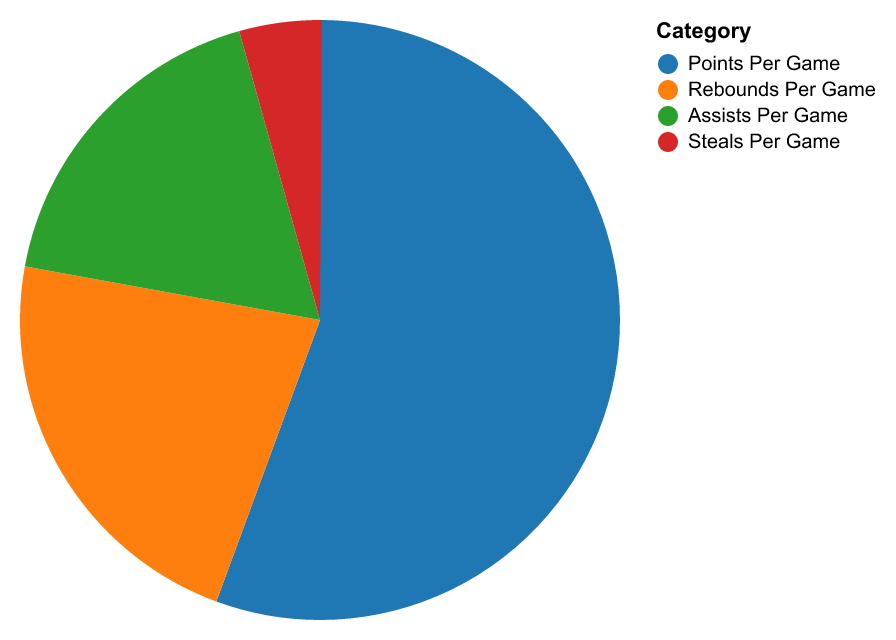 Category
Points Per Game
Rebounds Per Game
Assists Per Game
Steals Per Game